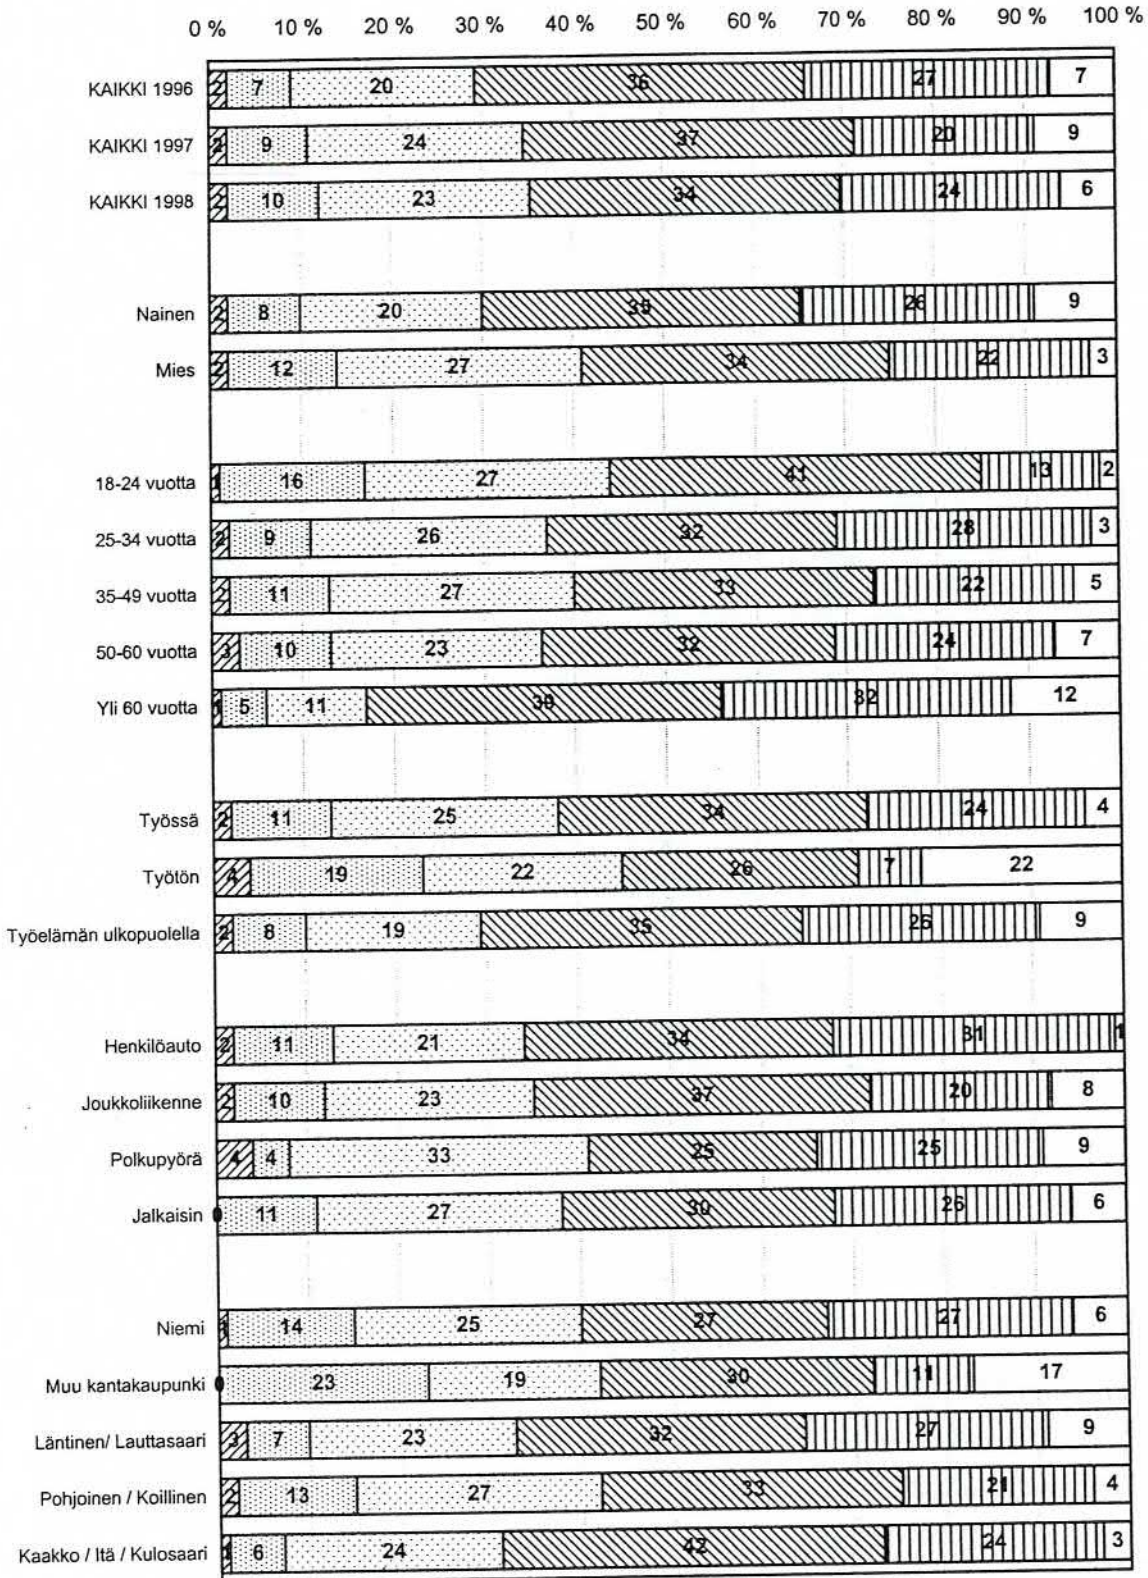 0 % 10 % 20 % 30 % 40 % 50 % 60 % 70 % 80 % 90 % 100 %
KAIKKI 1996 2 7 20 36 27 7
KAIKKI 1997 2 9 24 37 20 9
KAIKKI 1998 2 10 23 34 24 6
Nainen 2 8 20 35 26 9
Mies 2 12 27 34 22 3
18-24 vuotta 1 16 27 41 13 2
25-34 vuotta 2 9 26 32 28 3
35-49 vuotta 2 11 27 33 22 5
50-60 vuotta 3 10 23 32 24 7
Yli 60 vuotta 1 5 11 39 32 12
Työssä 2 11 25 34 24 4
Työtön 4 19 22 26 7 22
Työelämän ulkopuolella 2 8 19 35 26 9
Henkilöauto 2 11 21 34 31 1
Joukkoliikenne 2 10 23 37 20 8
Polkupyörä 4 4 33 25 25 9
Jalkaisin 0 11 27 30 26 6
Niemi 1 14 25 27 27 6
Muu kantakaupunki 0 23 19 30 11 17
Läntinen/ Lauttasaari 3 7 23 32 27 9
Pohjoinen / Koillinen 2 13 27 33 21 4
Kaakko / Itä / Kulosaari 1 6 24 42 24 3